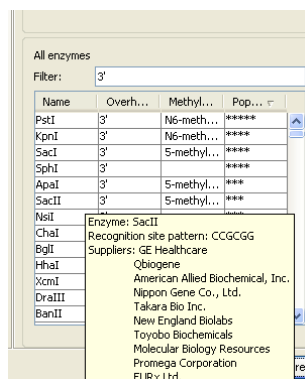 All enzymes
Filter: 3'
Name Overh... Methyl... Pop...
PstI 3' N6-meth... *****
KpnI 3' N6-meth... ****
SacI 3' 5-methyl... ****
SphI 3' ****
ApaI 3' 5-methyl... ***
SacII 3' 5-methyl... ***
NsiI
ChaI
BglI
HhaI
XcmI
DraIII
BanII
Enzyme: SacII
Recognition site pattern: CCGCGG
Suppliers: GE Healthcare
Qbiogene
American Allied Biochemical, Inc.
Nippon Gene Co., Ltd.
Takara Bio Inc.
New England Biolabs
Toyobo Biochemicals
Molecular Biology Resources
Promega Corporation
EURx Ltd.